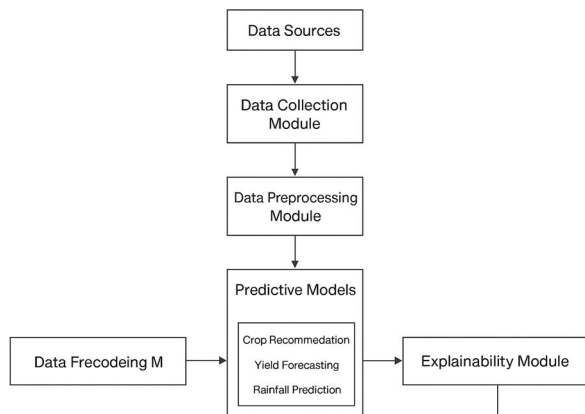 Data Sources
Data Collection
Module
Data Preprocessing
Module
Predictive Models
Crop Recommedation
Yield Forecasting
Rainfall Prediction
Data Frecodeing M
Explainability Module